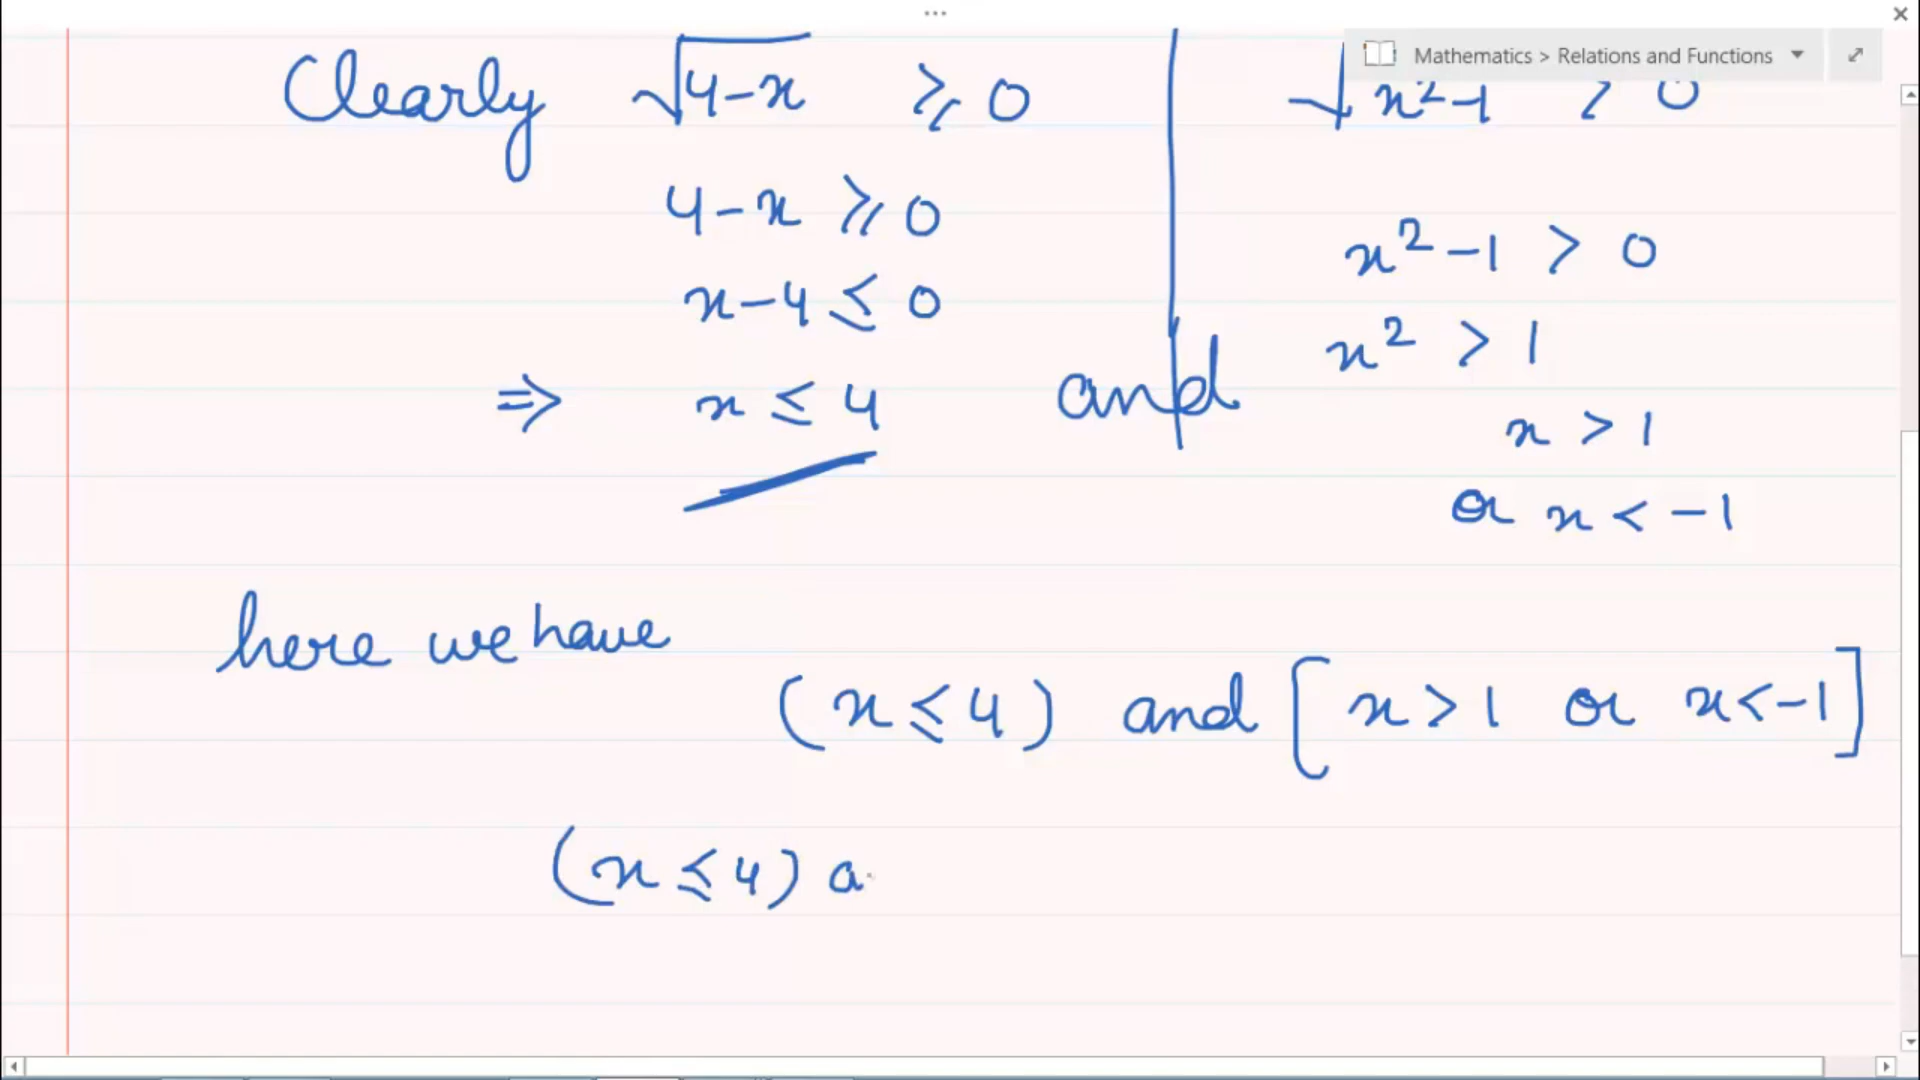 Mathematics > Relations and Functions
Clearly √4-x ⩾ 0
4-x ⩾ 0
x-4 ≤ 0
⇒ x ≤ 4 and
√x²-1 > 0
x²-1 > 0
x² > 1
x > 1
or x < -1
here we have
(x ≤ 4) and [x > 1 or x < -1]
(x ≤ 4) a